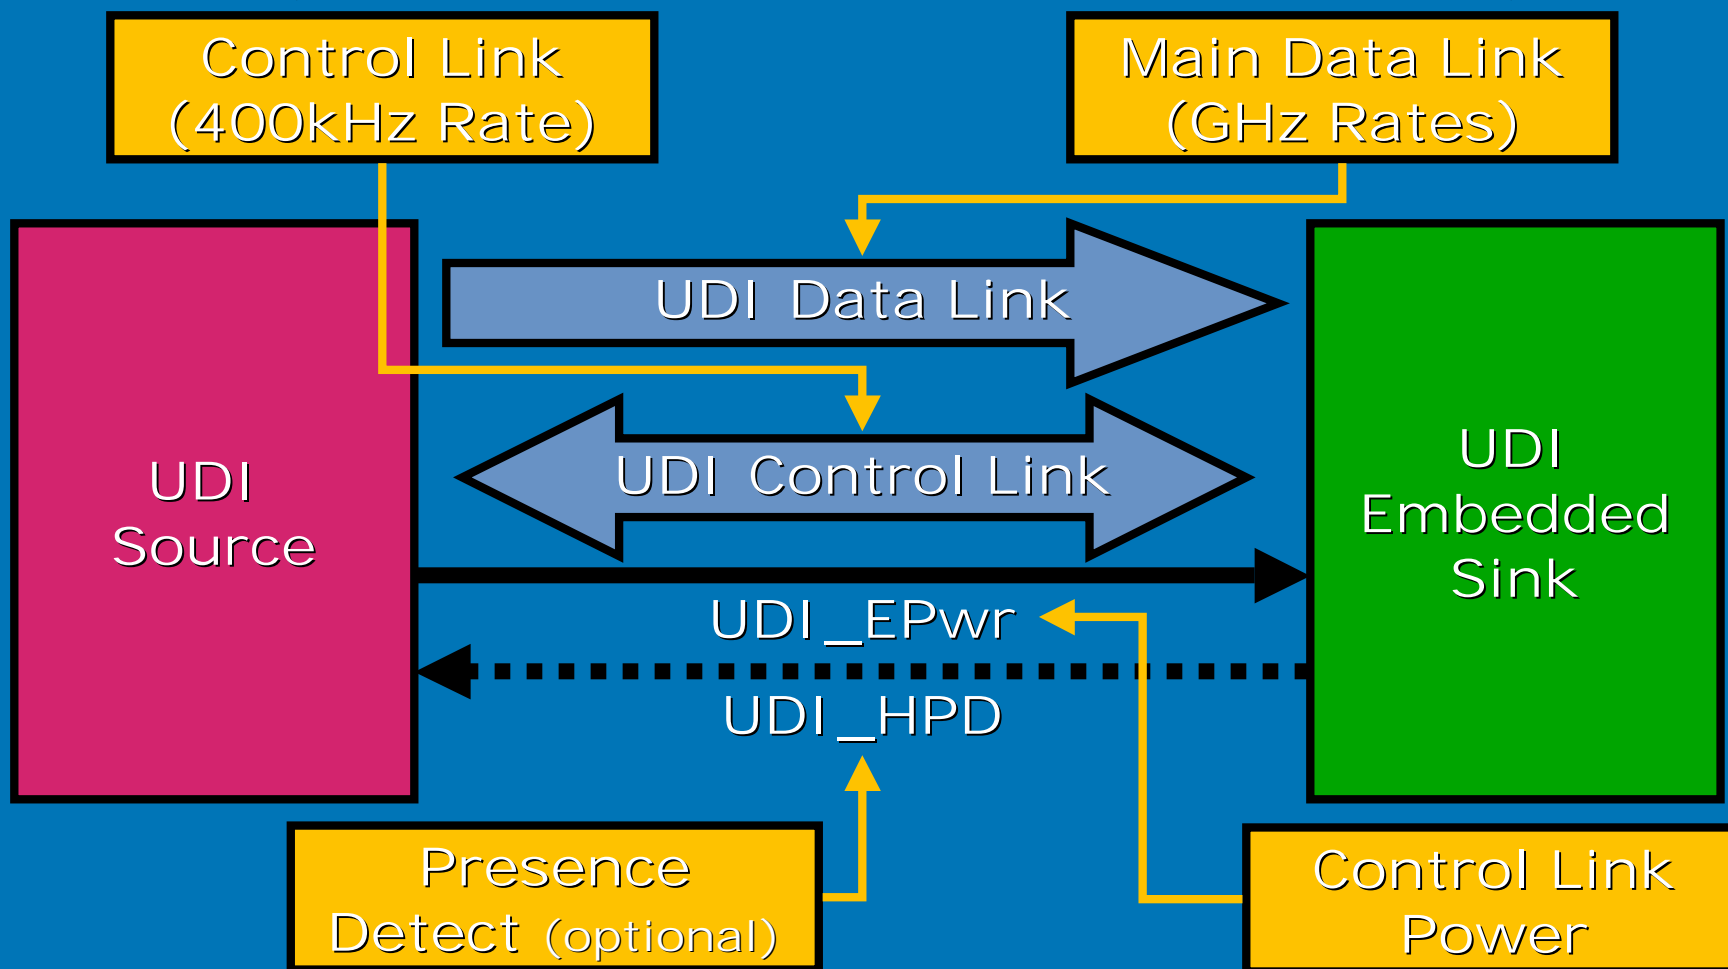 Control Link
(400kHz Rate)
Main Data Link
(GHz Rates)
UDI Data Link
UDI Control Link
UDI
Source
UDI
Embedded
Sink
UDI_EPwr
UDI_HPD
Presence
Detect (optional)
Control Link
Power